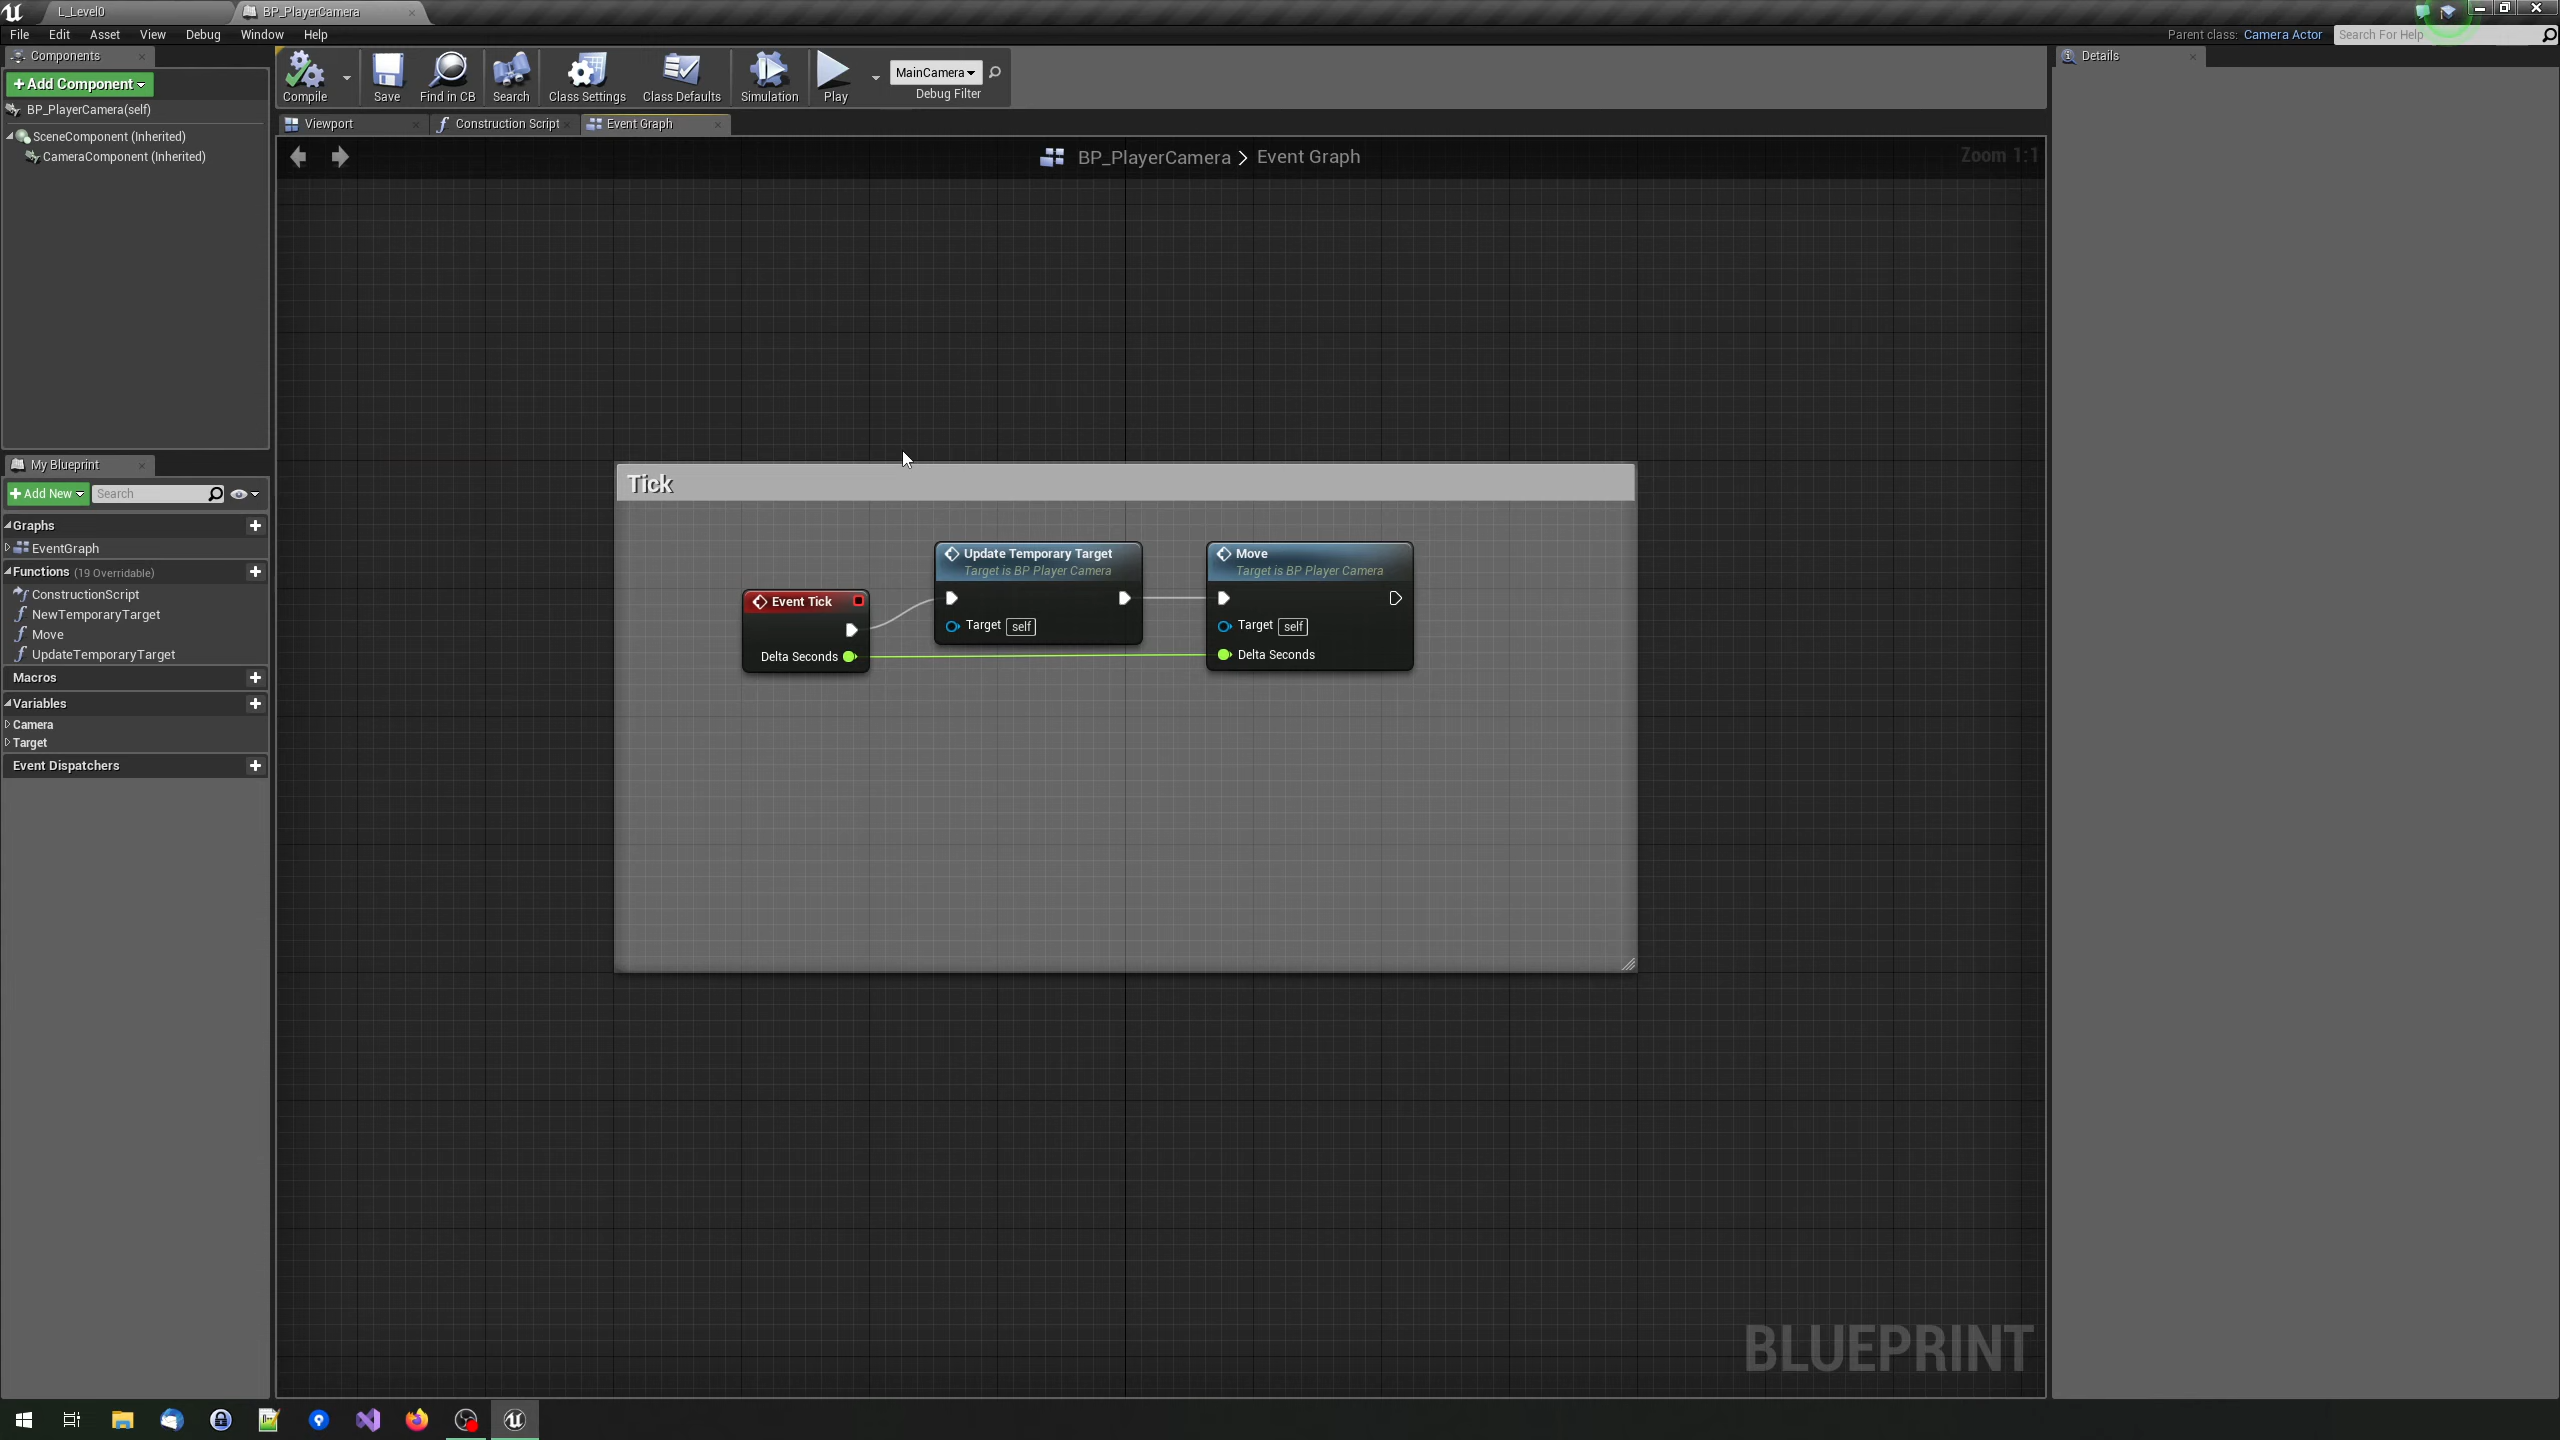 L_Level0
BP_PlayerCamera
File Edit Asset View Debug Window Help
Parent class: Camera Actor
Search For Help
Components
+Add Component
BP_PlayerCamera(self)
SceneComponent (Inherited)
CameraComponent (Inherited)
Compile
Save
Find in CB
Search
Class Settings
Class Defaults
Simulation
Play
MainCamera
Debug Filter
Details
Viewport
Construction Script
Event Graph
BP_PlayerCamera > Event Graph
Zoom 1:1
My Blueprint
+Add New
Search
Graphs
EventGraph
Functions (19 Overridable)
ConstructionScript
NewTemporaryTarget
Move
UpdateTemporaryTarget
Macros
Variables
Camera
Target
Event Dispatchers
Tick
Event Tick
Delta Seconds
Update Temporary Target
Target is BP Player Camera
Target self
Move
Target is BP Player Camera
Target self
Delta Seconds
BLUEPRINT